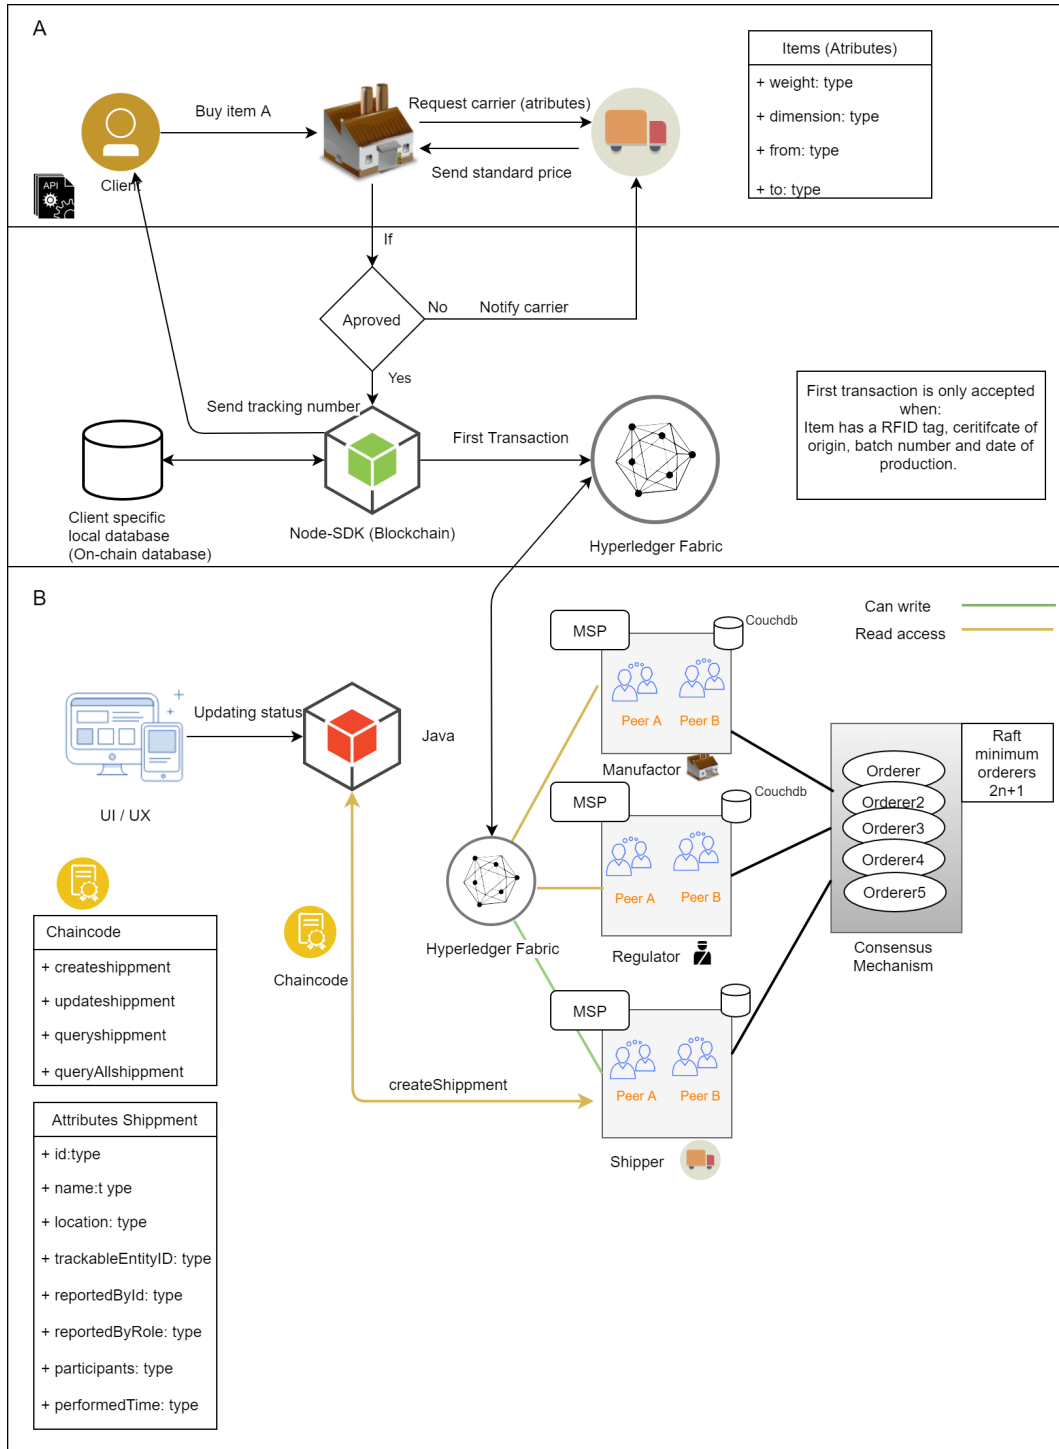 A
Items (Atributes)
+ weight: type
+ dimension: type
+ from: type
+ to: type
Buy item A
Request carrier (atributes)
Send standard price
Client
API
If
Aproved
No
Notify carrier
Yes
Send tracking number
First Transaction
First transaction is only accepted
when:
Item has a RFID tag, ceritifcate of
origin, batch number and date of
production.
Client specific
local database
(On-chain database)
Node-SDK (Blockchain)
Hyperledger Fabric
B
Can write
Read access
MSP
Couchdb
Peer A
Peer B
Manufactor
Updating status
Java
UI / UX
Raft
minimum
orderers
2n+1
Orderer
Orderer2
Orderer3
Orderer4
Orderer5
Consensus
Mechanism
MSP
Couchdb
Peer A
Peer B
Regulator
Hyperledger Fabric
Chaincode
MSP
Peer A
Peer B
Shipper
createShippment
Chaincode
+ createshippment
+ updateshippment
+ queryshippment
+ queryAllshippment
Attributes Shippment
+ id:type
+ name:t ype
+ location: type
+ trackableEntityID: type
+ reportedById: type
+ reportedByRole: type
+ participants: type
+ performedTime: type